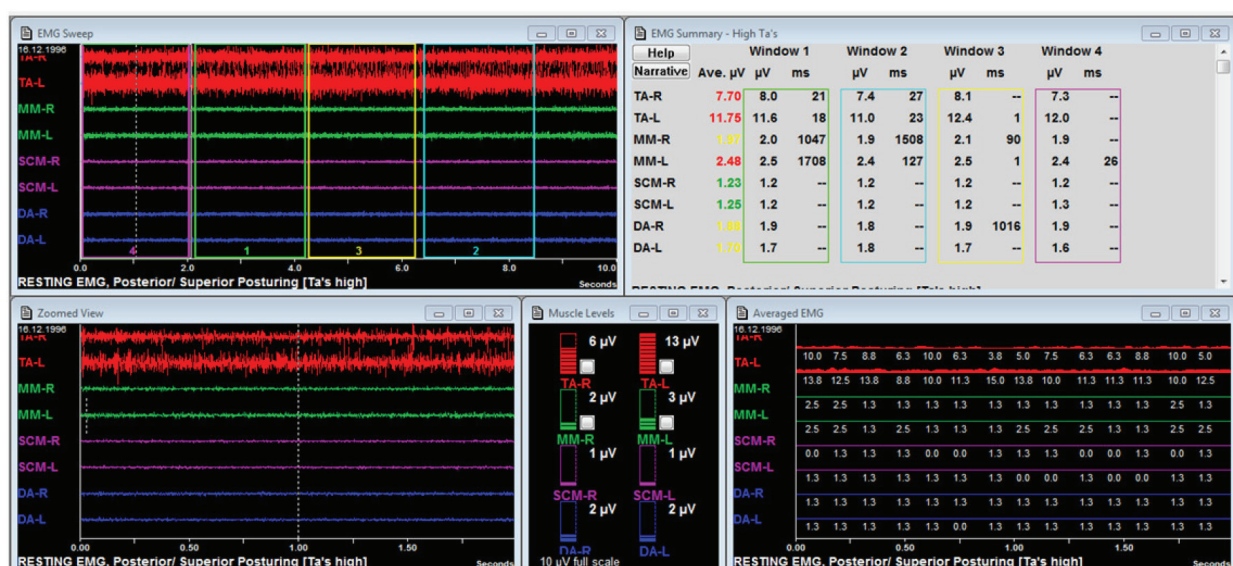 EMG Sweep
16.12.1996
TA-R
TA-L
MM-R
MM-L
SCM-R
SCM-L
DA-R
DA-L
4 1 3 2
0.0 2.0 4.0 6.0 8.0 10.0
RESTING EMG, Posterior/ Superior Posturing [Ta's high] Seconds
EMG Summary - High Ta's
Help Window 1 Window 2 Window 3 Window 4
Narrative Ave. µV µV ms µV ms µV ms µV ms
TA-R 7.70 8.0 21 7.4 27 8.1 -- 7.3 --
TA-L 11.75 11.6 18 11.0 23 12.4 1 12.0 --
MM-R 2.0 1047 1.9 1508 2.1 90 1.9 --
MM-L 2.48 2.5 1708 2.4 127 2.5 1 2.4 26
SCM-R 1.23 1.2 -- 1.2 -- 1.2 -- 1.2 --
SCM-L 1.25 1.2 -- 1.2 -- 1.2 -- 1.3 --
DA-R 1.9 -- 1.8 -- 1.9 1016 1.9 --
DA-L 1.70 1.7 -- 1.8 -- 1.7 -- 1.6 --
RESTING EMG, Posterior/ Superior Posturing [Ta's high]
Zoomed View
16.12.1996
TA-R
TA-L
MM-R
MM-L
SCM-R
SCM-L
DA-R
DA-L
0.00 0.50 1.00 1.50
RESTING EMG, Posterior/ Superior Posturing [Ta's high] Seconds
Muscle Levels
6 µV 13 µV
TA-R TA-L
2 µV 3 µV
MM-R MM-L
1 µV 1 µV
SCM-R SCM-L
2 µV 2 µV
DA-R DA-L
10 µV full scale
Averaged EMG
16.12.1996
TA-R
10.0 7.5 8.8 6.3 10.0 6.3 3.8 5.0 7.5 6.3 6.3 8.8 10.0 5.0
TA-L
13.8 12.5 13.8 8.8 10.0 11.3 15.0 13.8 10.0 11.3 11.3 11.3 10.0 12.5
MM-R
2.5 2.5 1.3 1.3 1.3 1.3 1.3 1.3 1.3 1.3 1.3 1.3 2.5 1.3
MM-L
2.5 2.5 1.3 2.5 1.3 1.3 1.3 2.5 2.5 1.3 1.3 2.5 2.5 2.5
SCM-R
0.0 1.3 1.3 1.3 0.0 0.0 1.3 1.3 1.3 0.0 0.0 0.0 1.3 1.3
SCM-L
1.3 1.3 1.3 1.3 1.3 1.3 1.3 0.0 0.0 1.3 0.0 0.0 1.3 1.3
DA-R
1.3 1.3 1.3 1.3 1.3 1.3 1.3 1.3 1.3 1.3 1.3 1.3 1.3 1.3
DA-L
1.3 1.3 1.3 1.3 1.3 0.0 1.3 1.3 1.3 1.3 1.3 1.3 1.3 1.3
0.00 0.50 1.00 1.50
RESTING EMG, Posterior/ Superior Posturing [Ta's high] Seconds